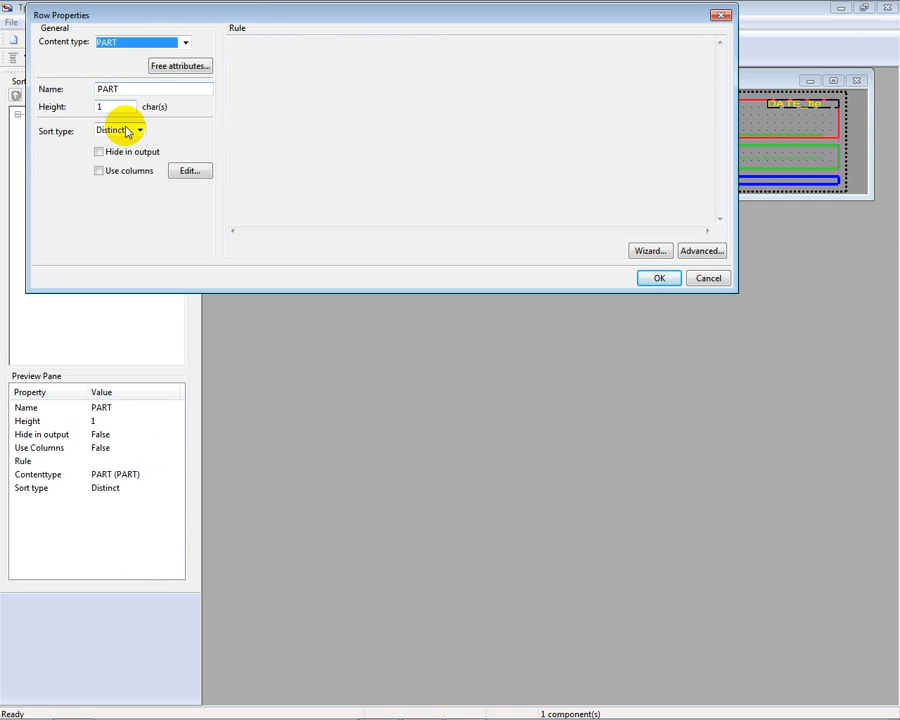 Row Properties
File
General
Rule
Content type: PART
Free attributes...
Sor
Name: PART
DATE_tie
Height: 1 char(s)
Sort type: Distinct
Hide in output
Use columns Edit...
Wizard... Advanced...
OK Cancel
Preview Pane
Property Value
Name PART
Height 1
Hide in output False
Use Columns False
Rule
Contenttype PART (PART)
Sort type Distinct
Ready 1 component(s)